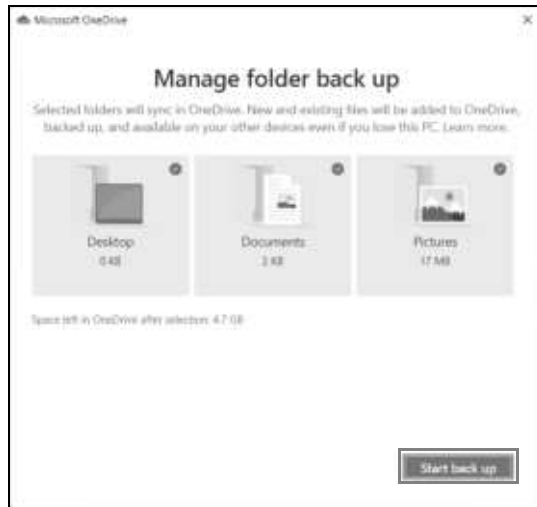 Microsoft OneDrive
Manage folder back up
Selected folders will sync in OneDrive. New and existing files will be added to OneDrive,
backed up, and available on your other devices even if you lose this PC. Learn more.
Desktop
0 KB
Documents
2 KB
Pictures
17 MB
Space left in OneDrive after selection: 4.7 GB
Start back up